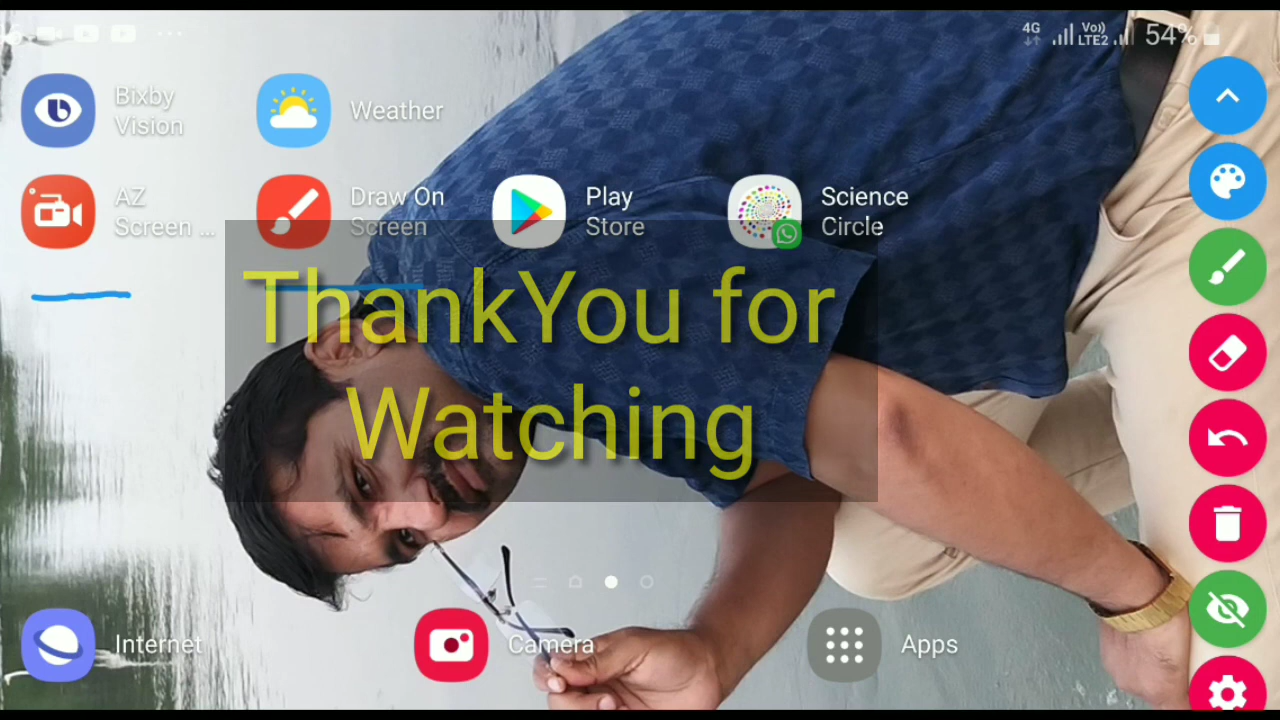 4G Vo)) LTE2 54%
Bixby Vision
Weather
AZ Screen ...
Draw On Screen
Play Store
Science Circle
ThankYou for
Watching
Internet
Camera
Apps